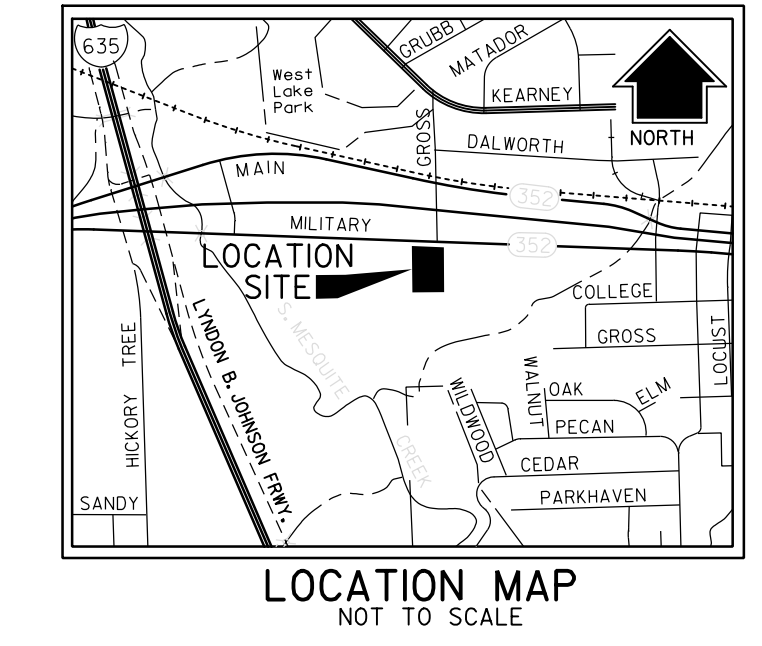 635
GRUBB
MATADOR
West
Lake
Park
KEARNEY
GROSS
DALWORTH
NORTH
MAIN
352
MILITARY
352
LOCATION
SITE
COLLEGE
S. MESQUITE
CREEK
GROSS
LOCUST
LYNDON B. JOHNSON FRWY.
HICKORY TREE
WILDWOOD
WALNUT
OAK
ELM
PECAN
CEDAR
PARKHAVEN
SANDY
LOCATION MAP
NOT TO SCALE